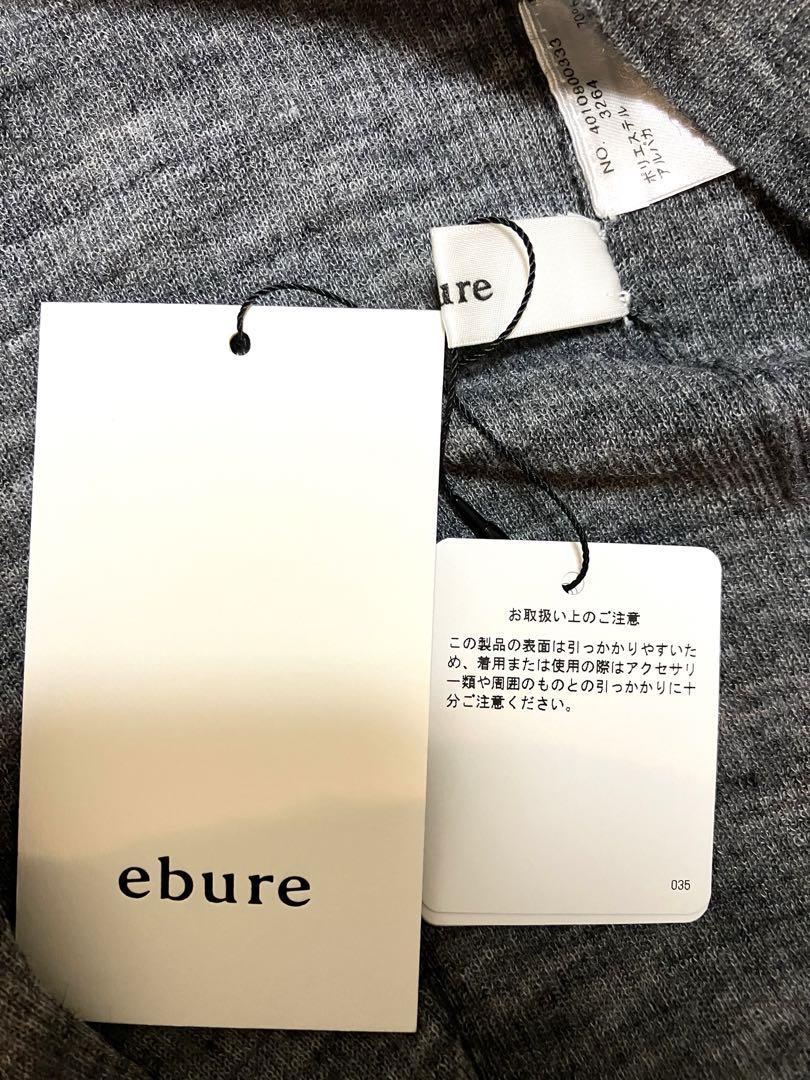 NO. 4010800333
3264
ポリエステル
アルパカ
70%
ure
お取扱い上のご注意
この製品の表面は引っかかりやすいた
め、着用または使用の際はアクセサリ
ー類や周囲のものとの引っかかりに十
分ご注意ください。
035
ebure